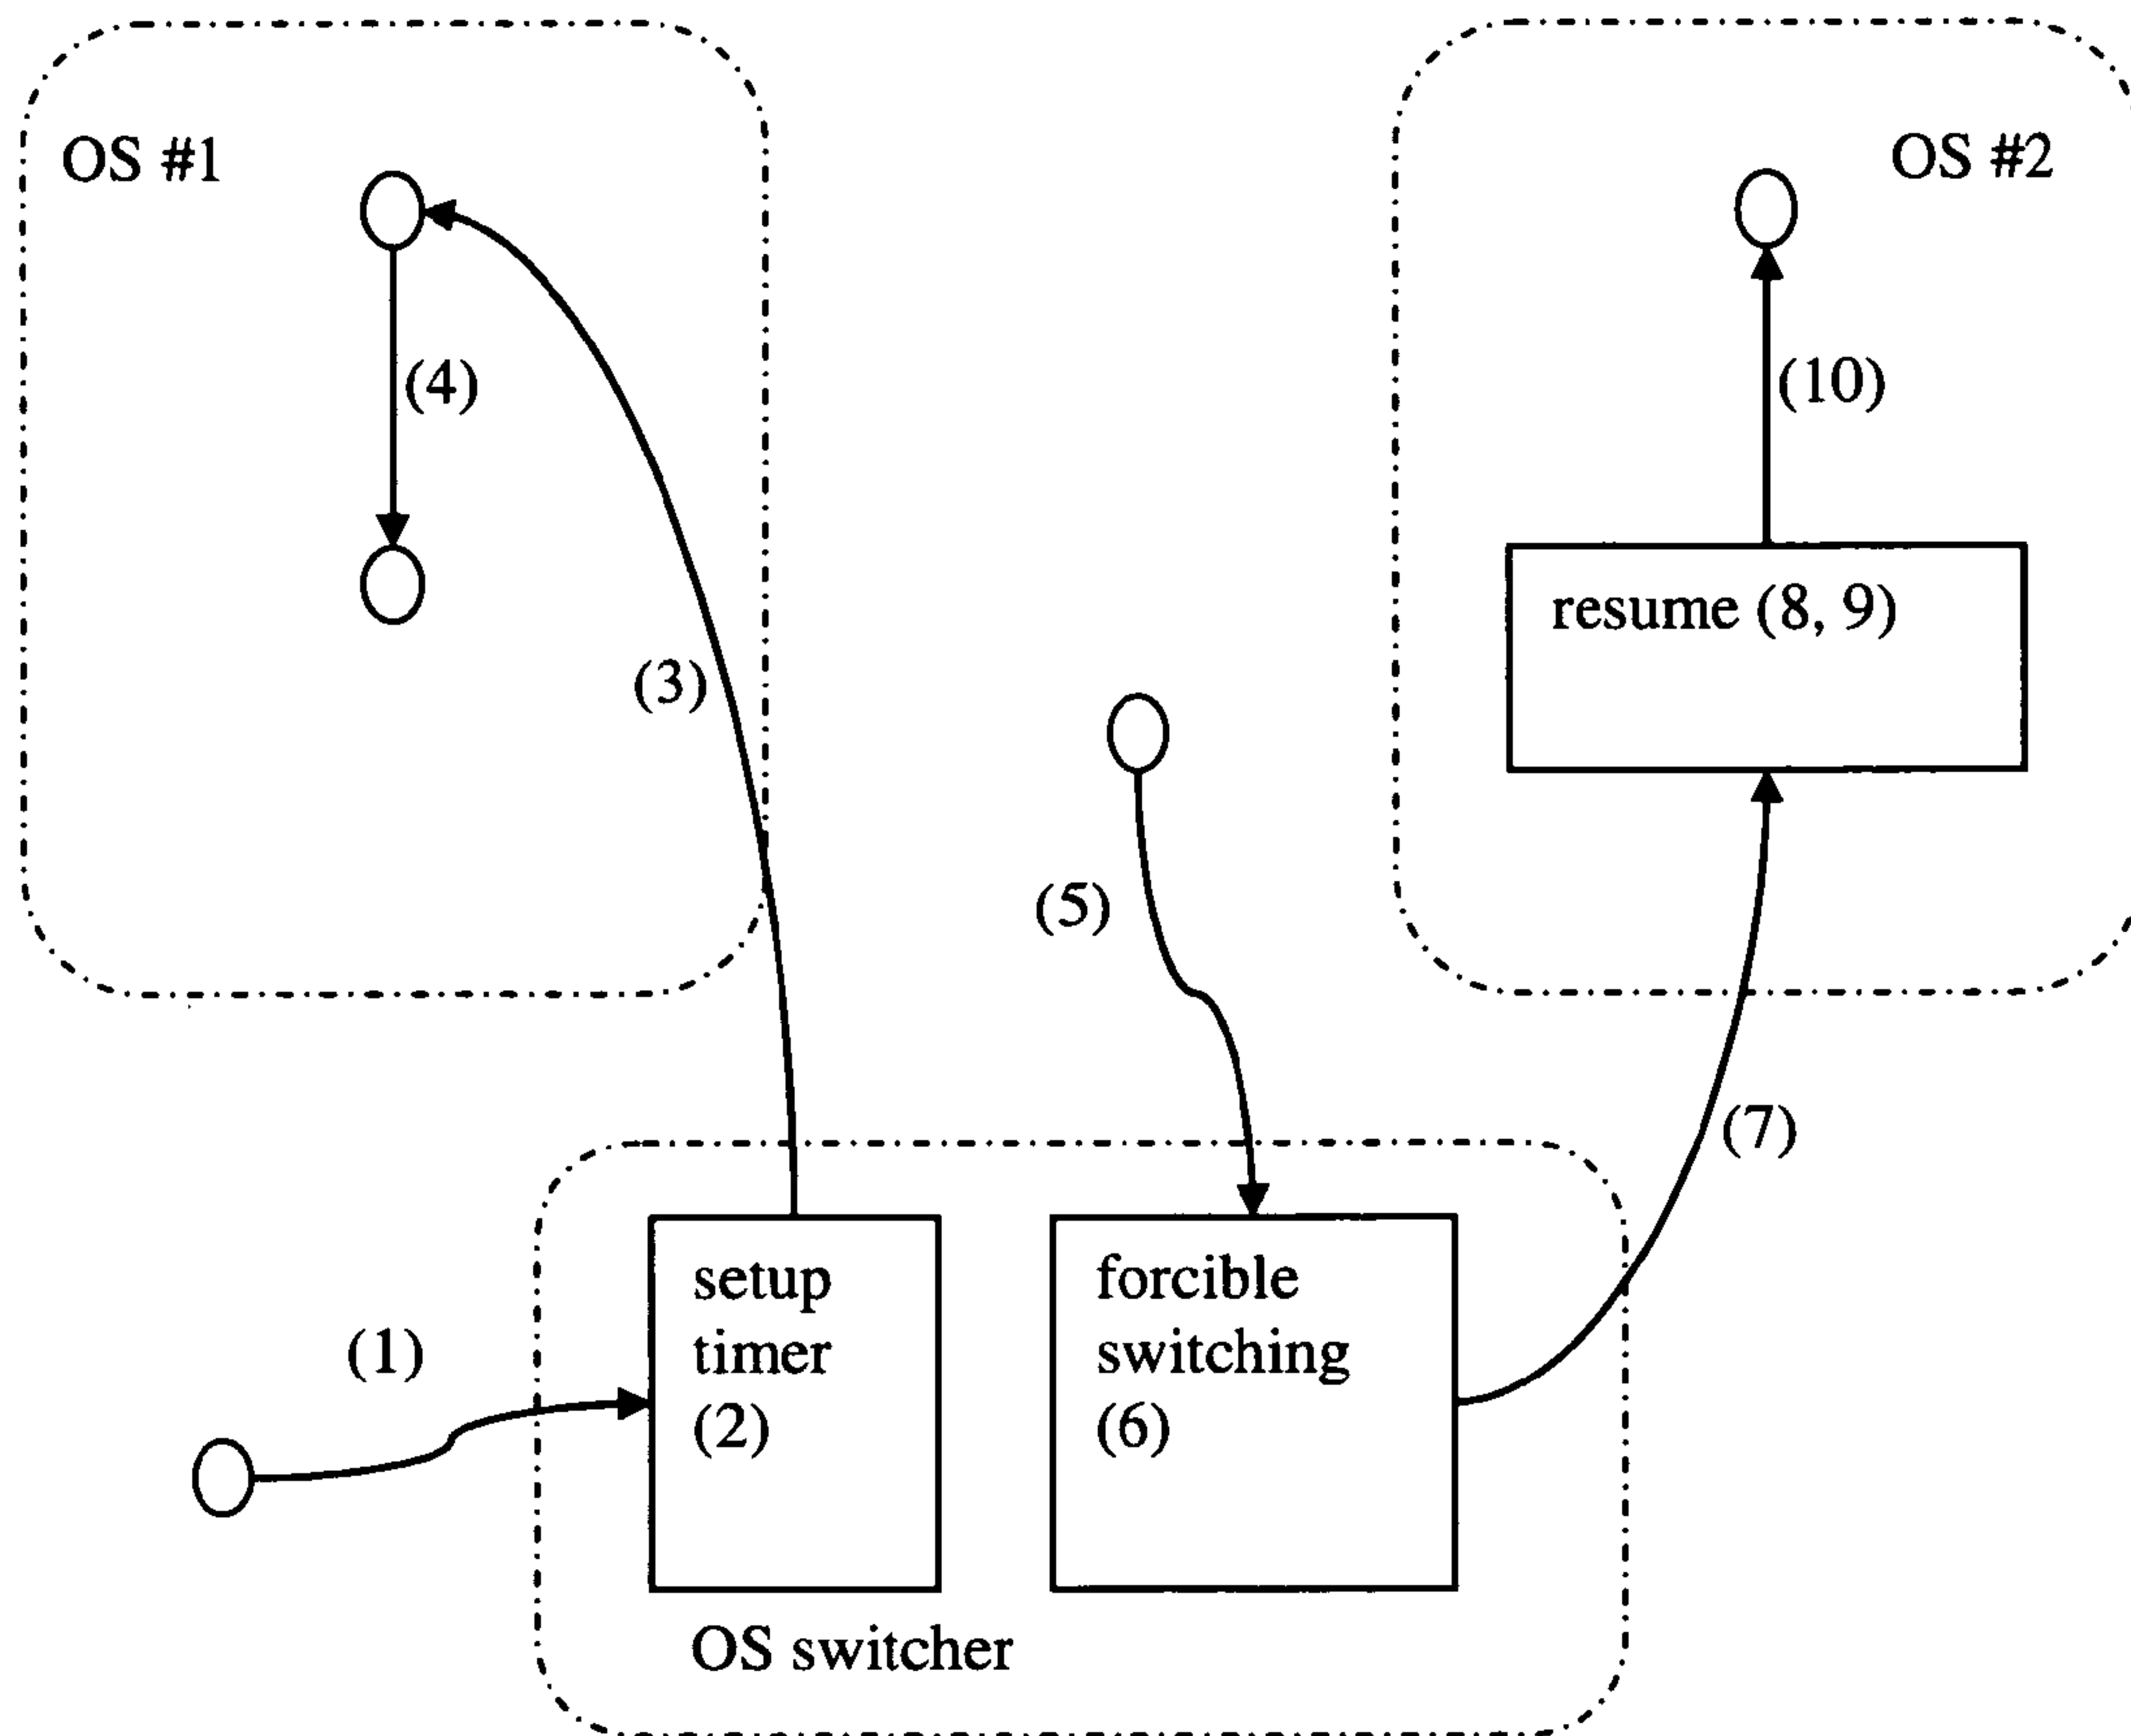 OS #1
OS #2
(4)
(10)
resume (8, 9)
(3)
(5)
(7)
setup
timer
(2)
forcible
switching
(6)
(1)
OS switcher